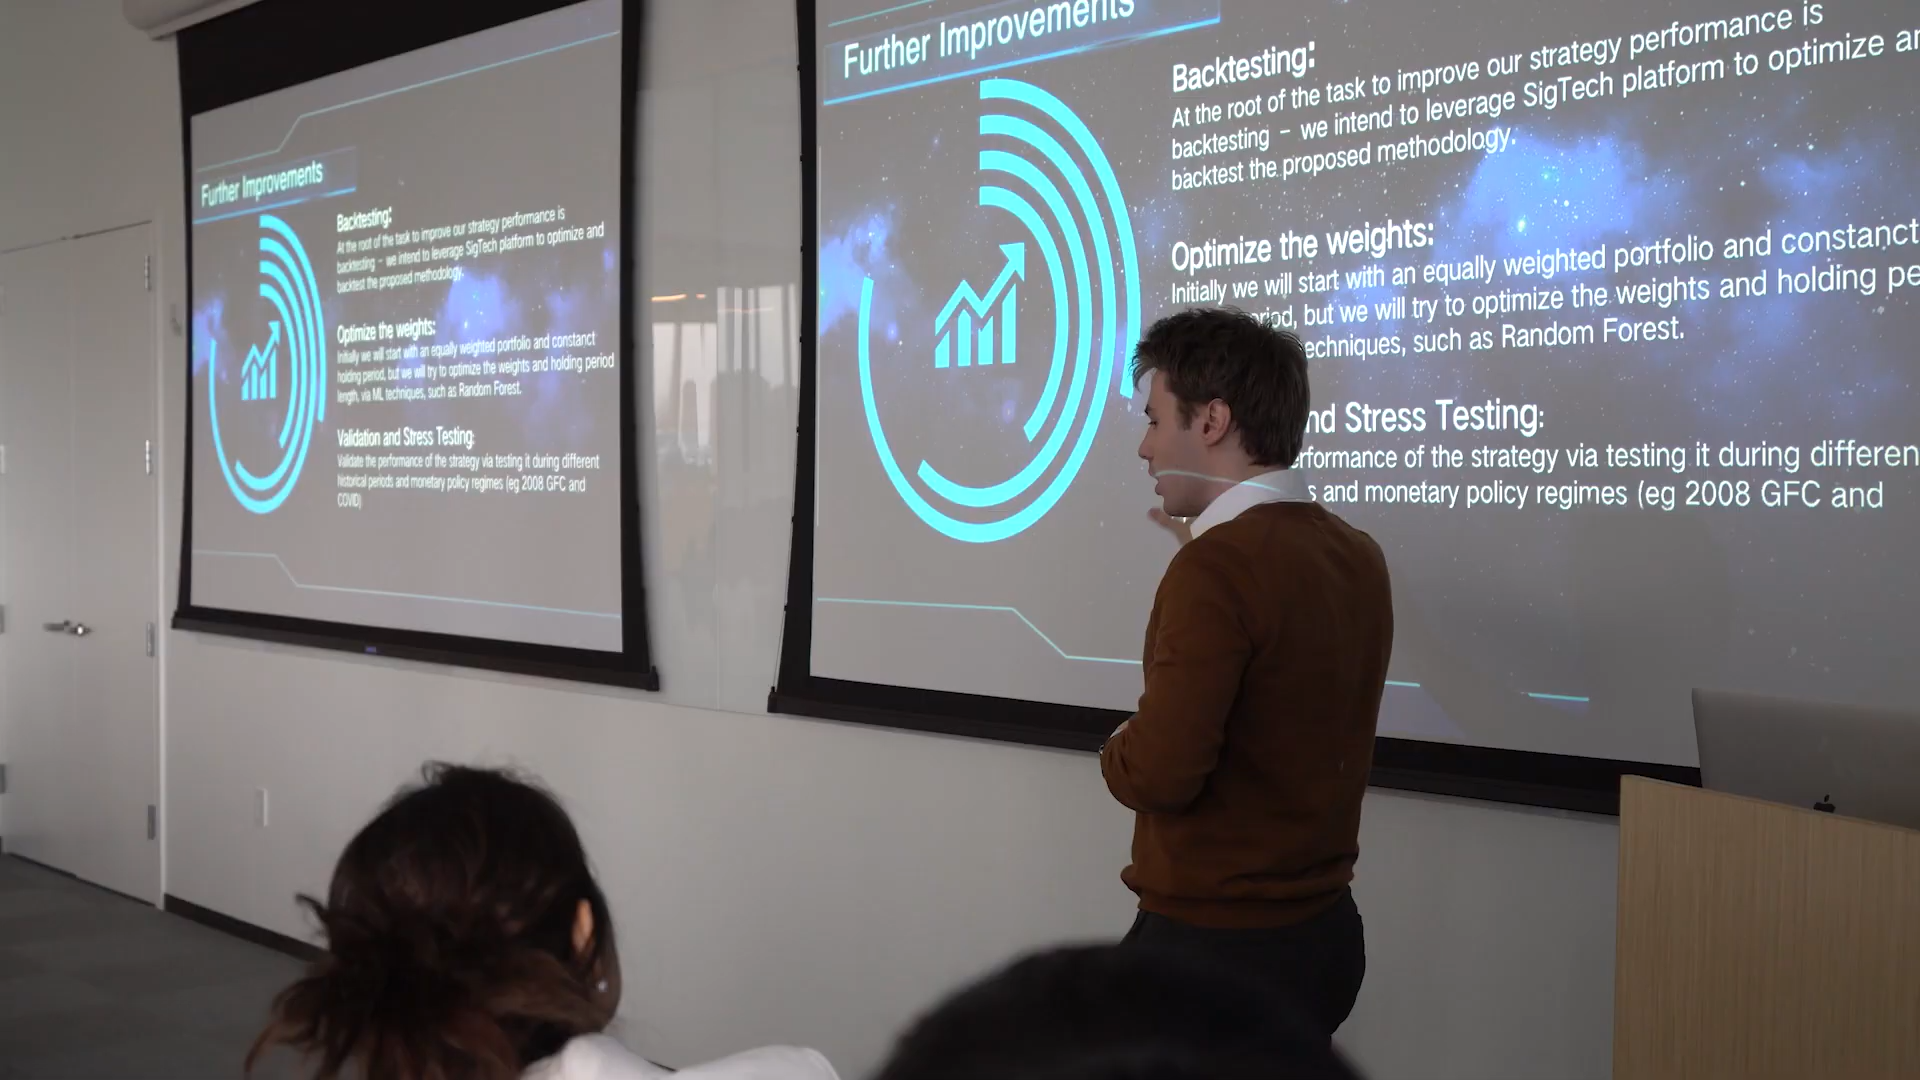 Further Improvements
Backtesting:
At the root of the task to improve our strategy performance is
backtesting – we intend to leverage SigTech platform to optimize and
backtest the proposed methodology.
Optimize the weights:
Initially we will start with an equally weighted portfolio and constanct
holding period, but we will try to optimize the weights and holding period
length, via ML techniques, such as Random Forest.
Validation and Stress Testing:
Validate the performance of the strategy via testing it during different
historical periods and monetary policy regimes (eg 2008 GFC and
COVID)
Further Improvements
Backtesting:
At the root of the task to improve our strategy performance is
backtesting – we intend to leverage SigTech platform to optimize
backtest the proposed methodology.
Optimize the weights:
Initially we will start with an equally weighted portfolio and constanct
but we will try to optimize the weights and holding
such as Random Forest.
Stress Testing:
of the strategy via testing it during
and monetary policy regimes (eg 2008 GFC and